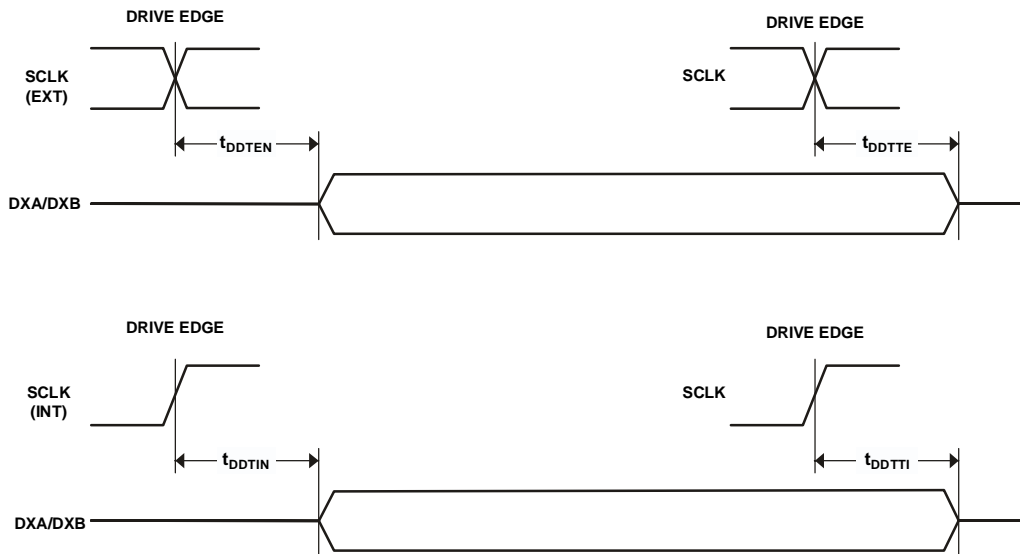 DRIVE EDGE
DRIVE EDGE
SCLK
(EXT)
SCLK
tDDTEN
tDDTTE
DXA/DXB
DRIVE EDGE
DRIVE EDGE
SCLK
(INT)
SCLK
tDDTIN
tDDTTI
DXA/DXB